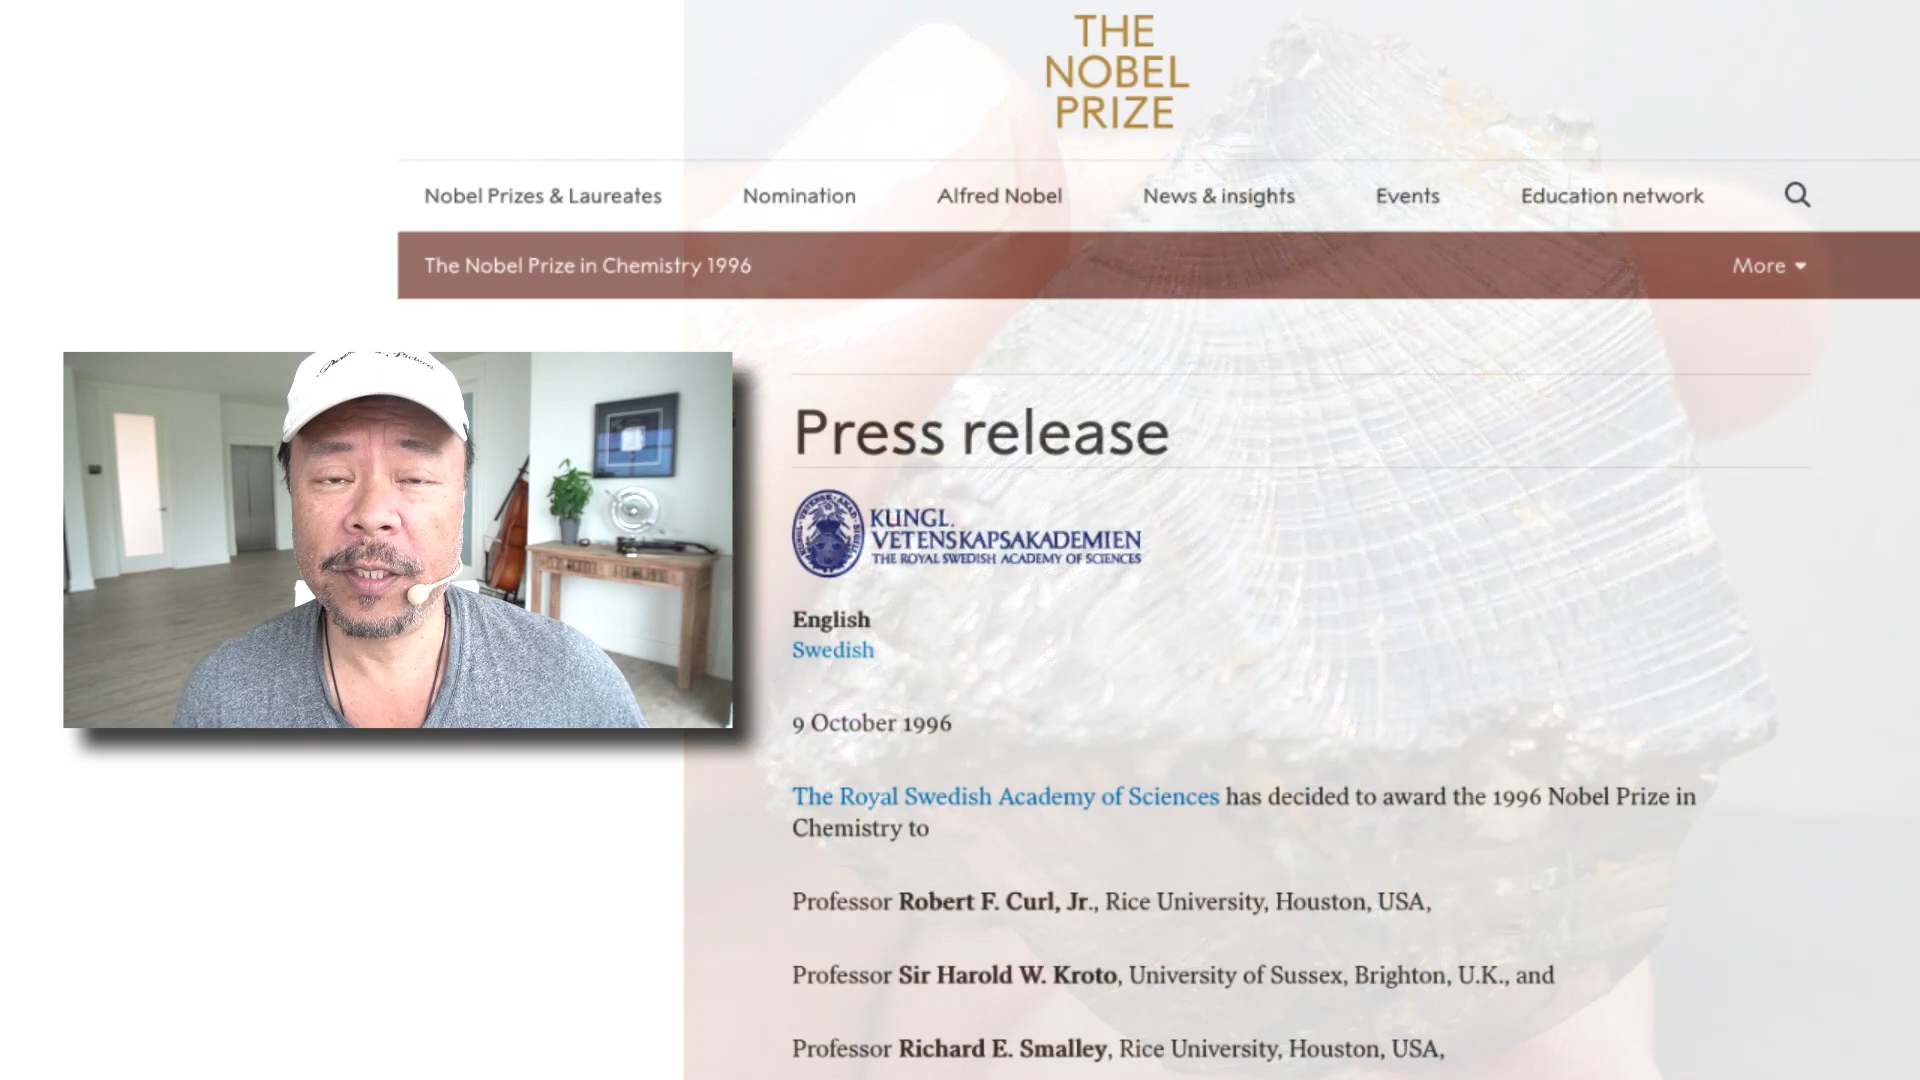 THE
NOBEL
PRIZE
Nobel Prizes & Laureates Nomination Alfred Nobel News & insights Events Education network
The Nobel Prize in Chemistry 1996 More
Press release
KUNGL.
VETENSKAPSAKADEMIEN
THE ROYAL SWEDISH ACADEMY OF SCIENCES
English
Swedish
9 October 1996
The Royal Swedish Academy of Sciences has decided to award the 1996 Nobel Prize in
Chemistry to
Professor Robert F. Curl, Jr., Rice University, Houston, USA,
Professor Sir Harold W. Kroto, University of Sussex, Brighton, U.K., and
Professor Richard E. Smalley, Rice University, Houston, USA,